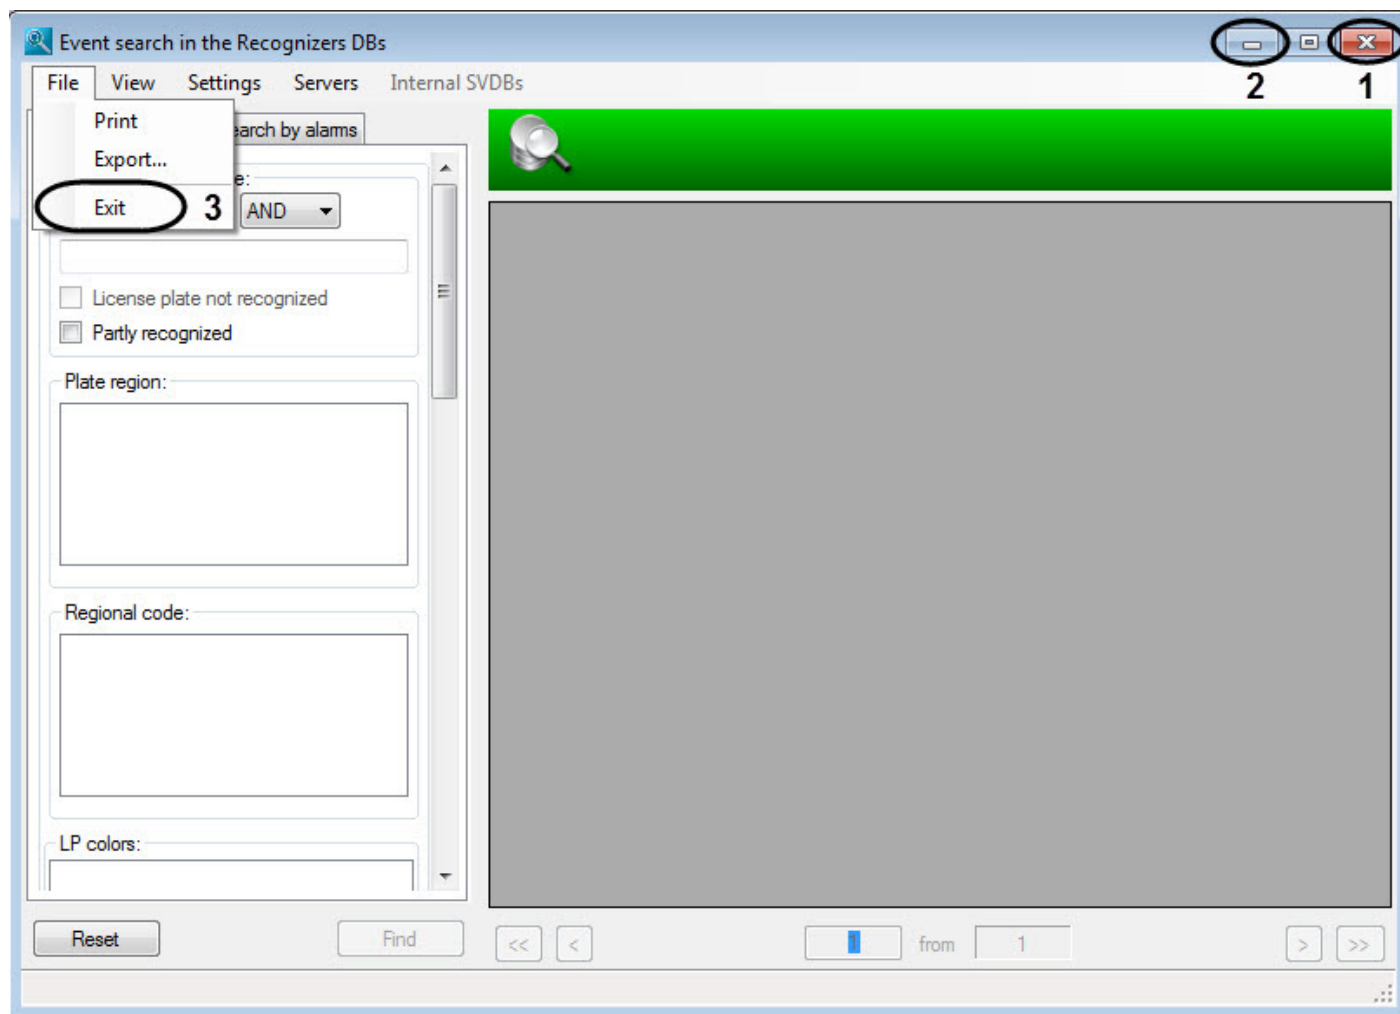 Event search in the Recognizers DBs
File View Settings Servers Internal SVDBs
2 1
Print
by alarms
Export...
Exit 3 AND
License plate not recognized
Partly recognized
Plate region:
Regional code:
LP colors:
Reset Find << < 1 from 1 > >>